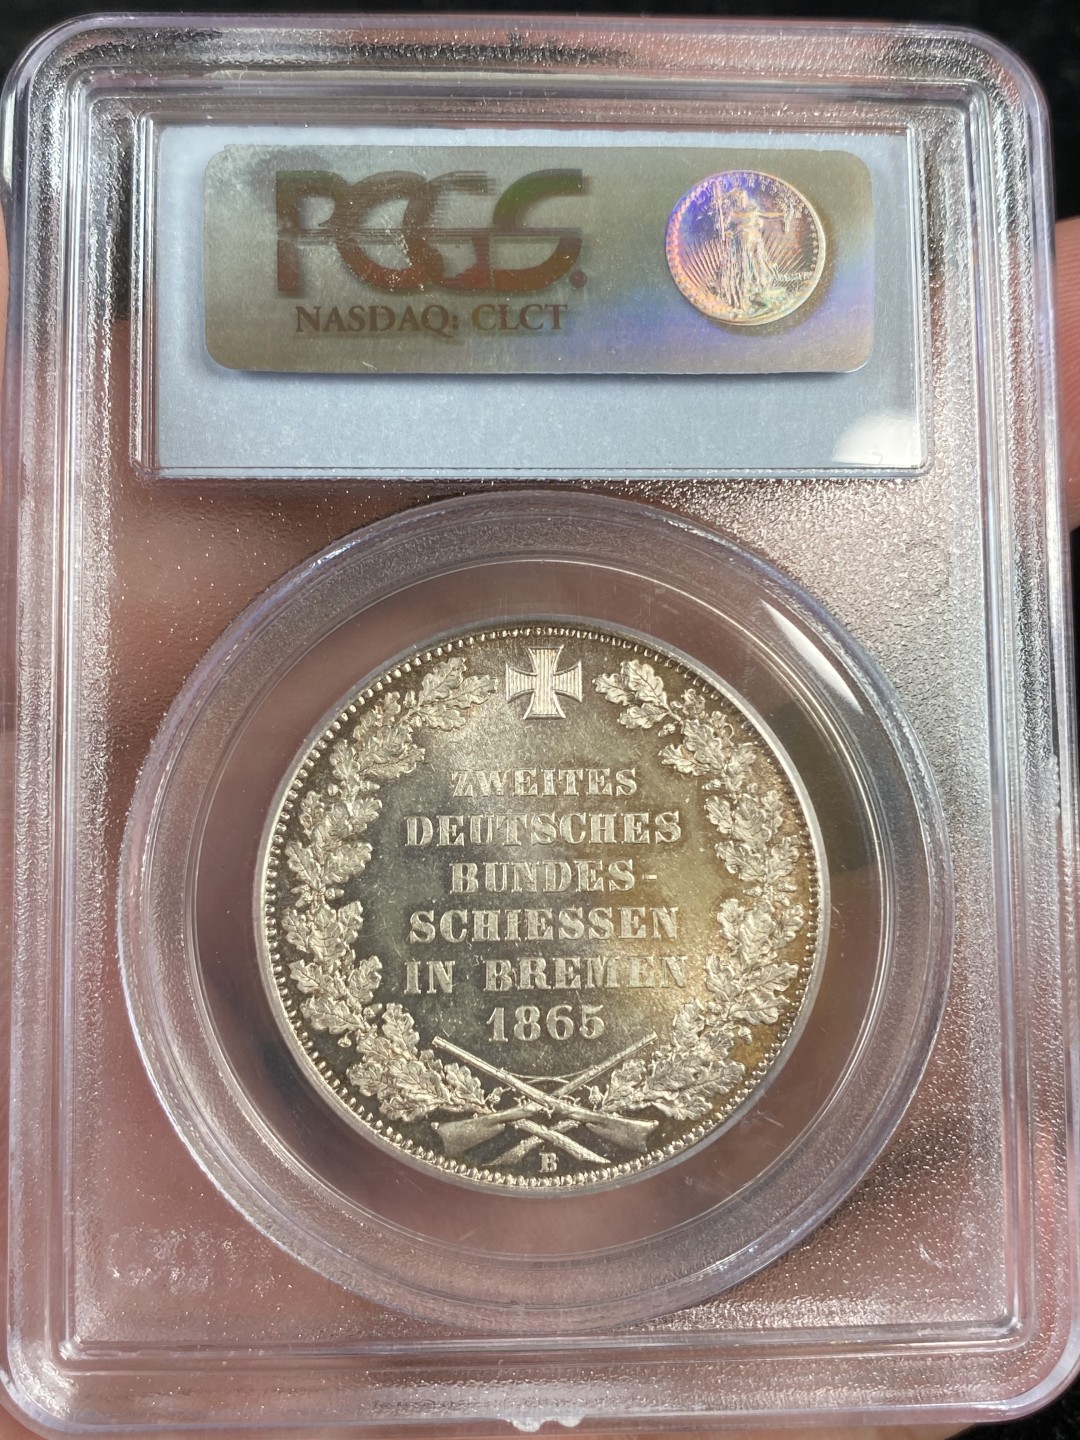 PCGS.
NASDAQ: CLCT
ZWEITES
DEUTSCHES
BUNDES-
SCHIESSEN
IN BREMEN
1865
B